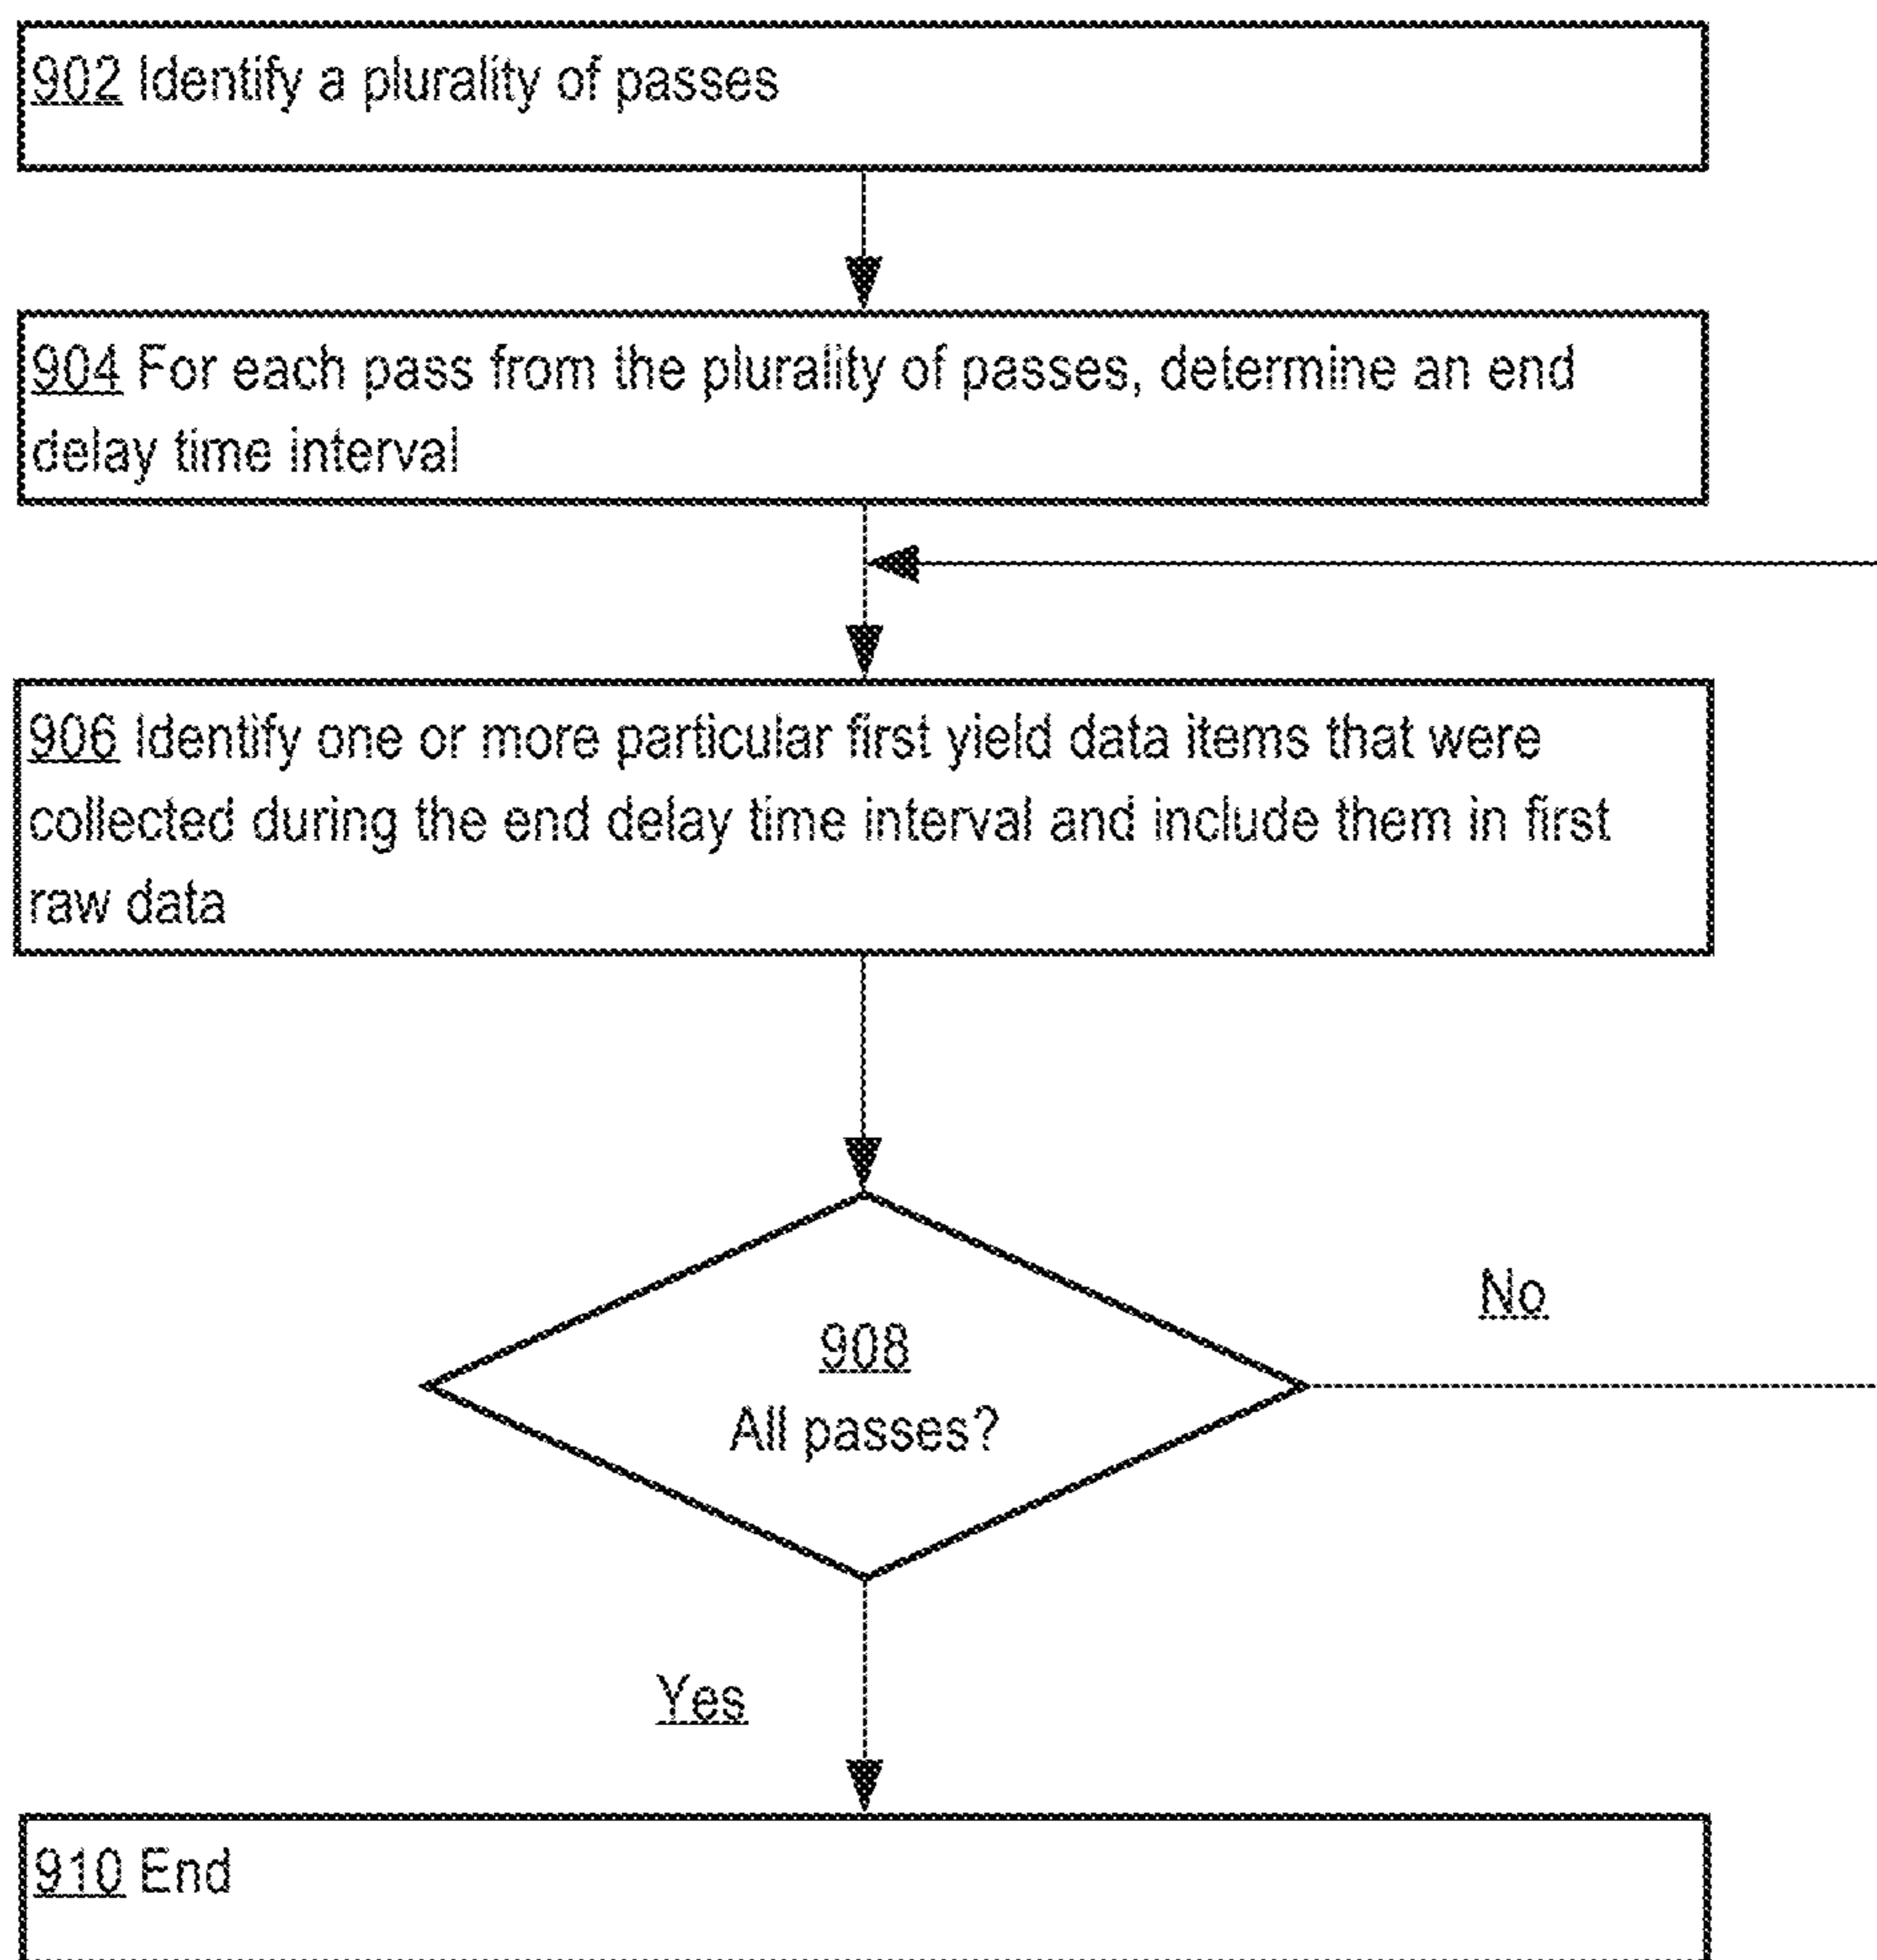 902 Identify a plurality of passes
904 For each pass from the plurality of passes, determine an end
delay time interval
906 Identify one or more particular first yield data items that were
collected during the end delay time interval and include them in first
raw data
908
All passes?
No
Yes
910 End